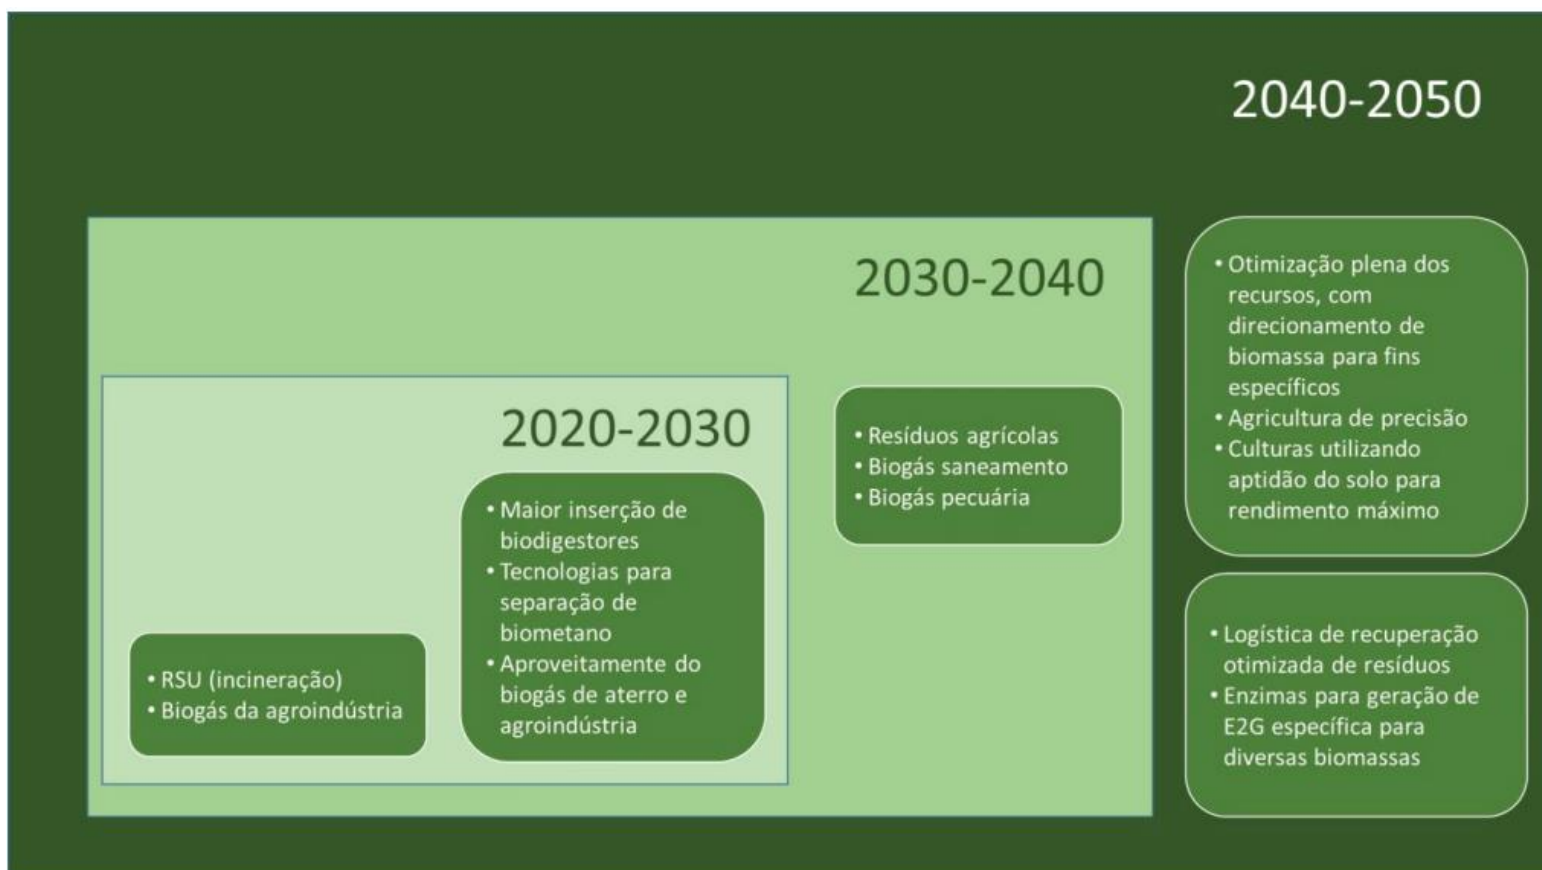 2040-2050
• Otimização plena dos
recursos, com
direcionamento de
biomassa para fins
específicos
• Agricultura de precisão
• Culturas utilizando
aptidão do solo para
rendimento máximo
• Logística de recuperação
otimizada de resíduos
• Enzimas para geração de
E2G específica para
diversas biomassas
2030-2040
• Resíduos agrícolas
• Biogás saneamento
• Biogás pecuária
2020-2030
• Maior inserção de
biodigestores
• Tecnologias para
separação de
biometano
• Aproveitamente do
biogás de aterro e
agroindústria
• RSU (incineração)
• Biogás da agroindústria